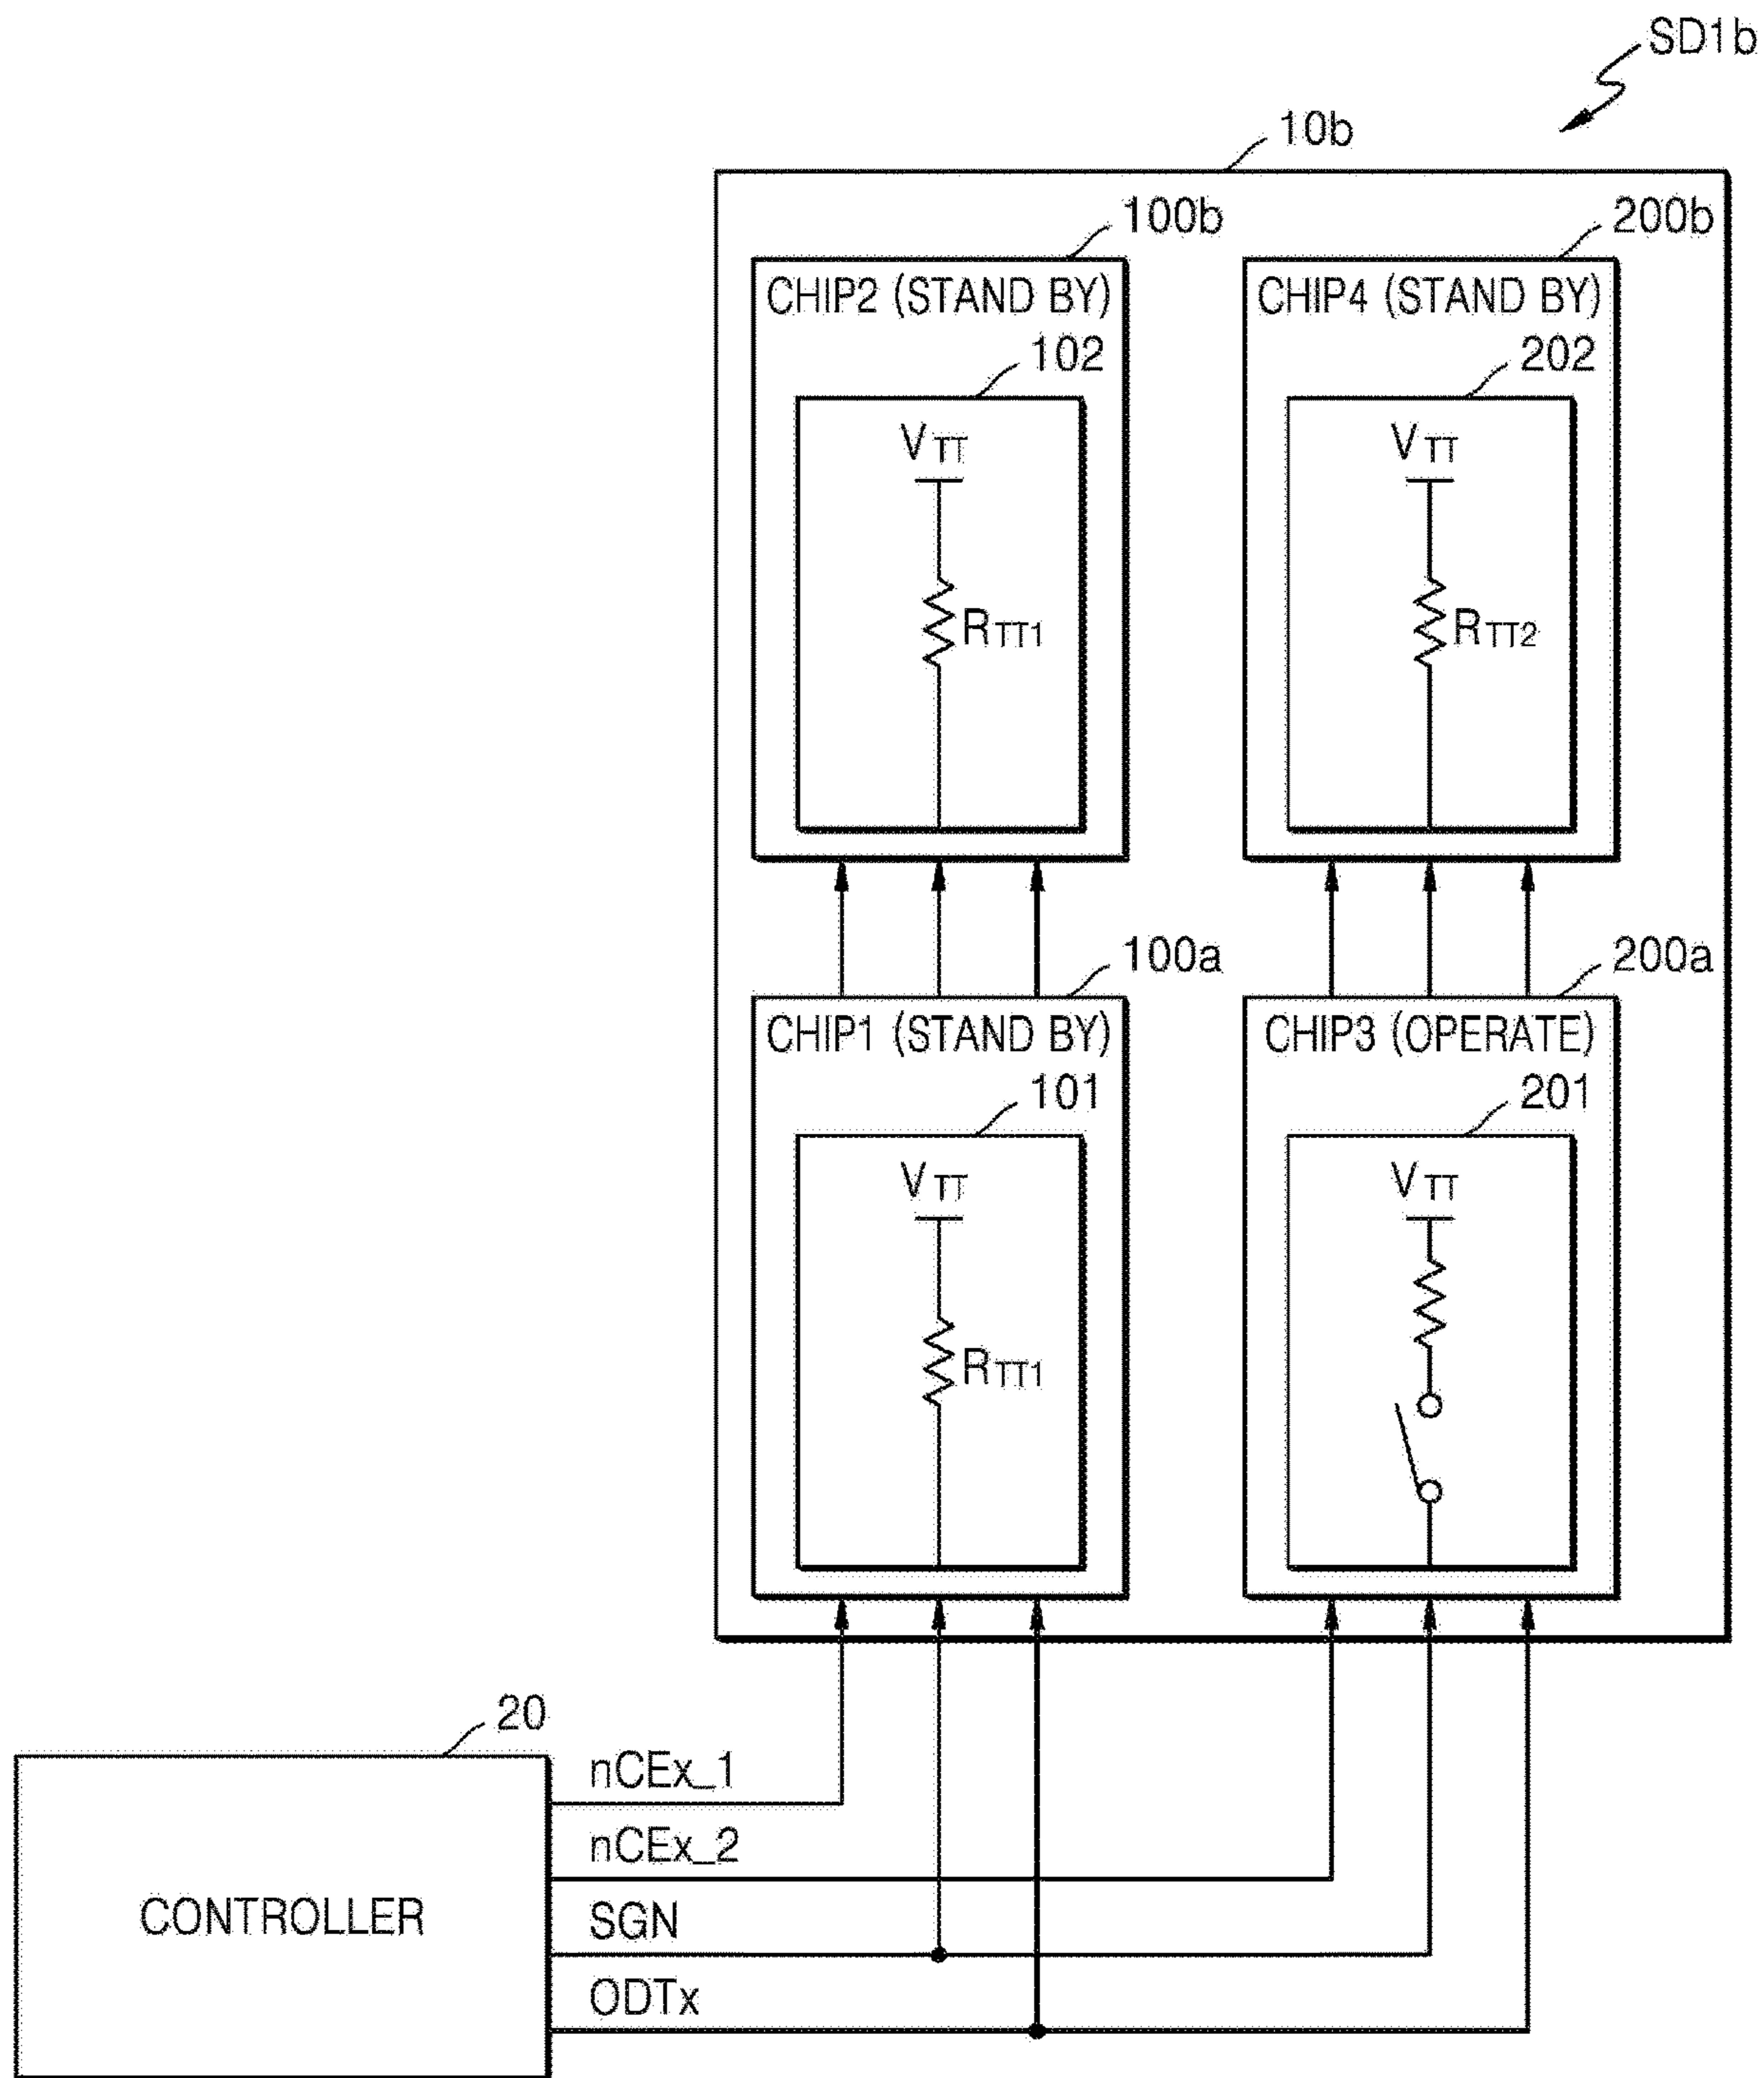 SD1b
10b
100b
200b
CHIP2 (STAND BY)
CHIP4 (STAND BY)
102
202
VTT
VTT
RTT1
RTT2
100a
200a
CHIP1 (STAND BY)
CHIP3 (OPERATE)
101
201
VTT
VTT
RTT1
20
nCEx_1
nCEx_2
CONTROLLER
SGN
ODTx